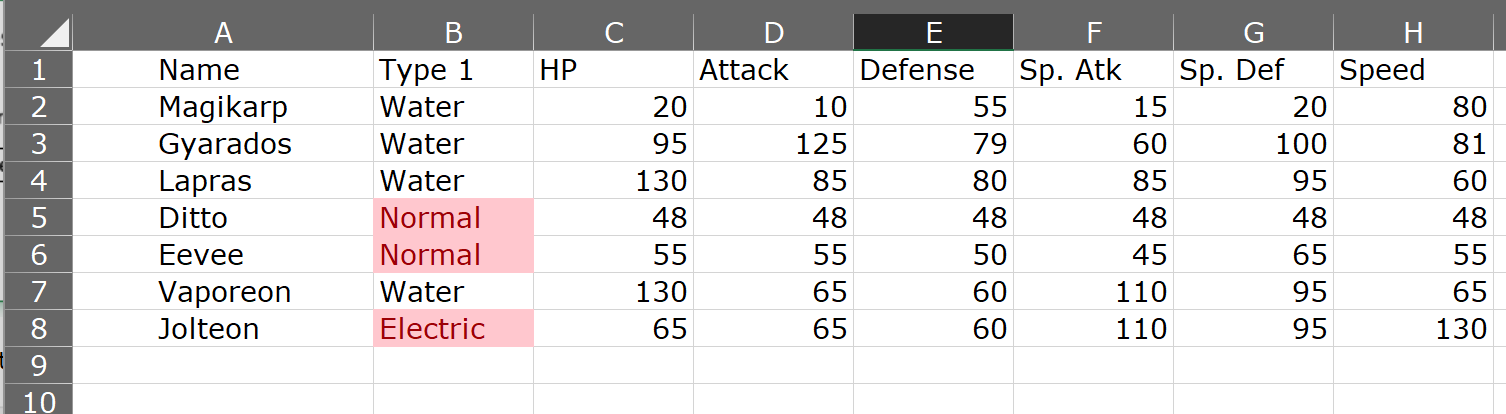 A B C D E F G H
1 Name Type 1 HP Attack Defense Sp. Atk Sp. Def Speed
2 Magikarp Water 20 10 55 15 20 80
3 Gyarados Water 95 125 79 60 100 81
4 Lapras Water 130 85 80 85 95 60
5 Ditto Normal 48 48 48 48 48 48
6 Eevee Normal 55 55 50 45 65 55
7 Vaporeon Water 130 65 60 110 95 65
8 Jolteon Electric 65 65 60 110 95 130
9
10